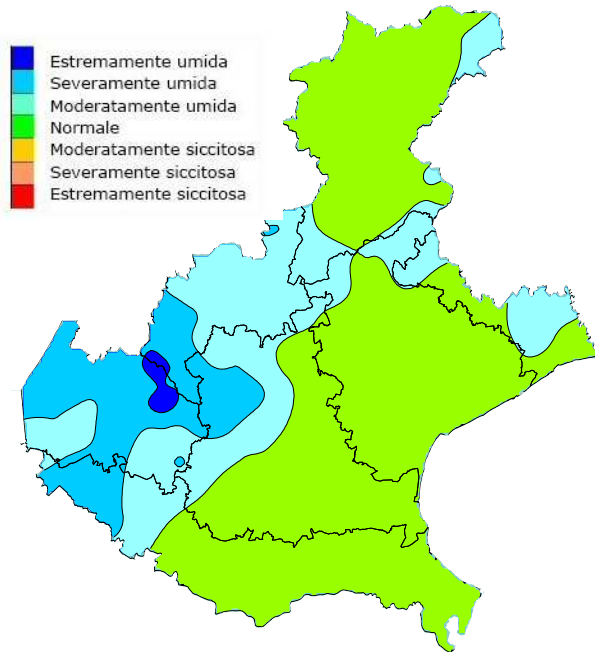 Estremamente umida
Severamente umida
Moderatamente umida
Normale
Moderatamente siccitosa
Severamente siccitosa
Estremamente siccitosa